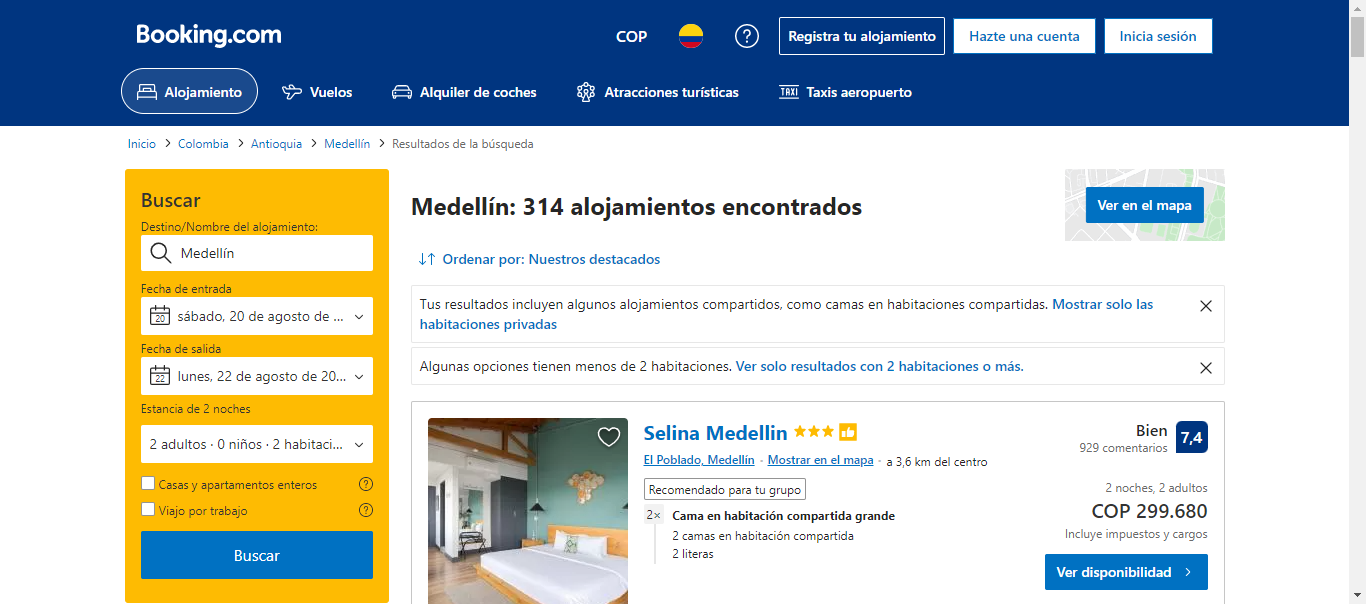 Booking.com
COP
Registra tu alojamiento
Hazte una cuenta
Inicia sesión
Alojamiento
Vuelos
Alquiler de coches
Atracciones turísticas
TAXI
Taxis aeropuerto
Inicio > Colombia > Antioquia > Medellín > Resultados de la búsqueda
Buscar
Destino/Nombre del alojamiento:
Medellín
Fecha de entrada
20
sábado, 20 de agosto de ...
Fecha de salida
22
lunes, 22 de agosto de 20...
Estancia de 2 noches
2 adultos · 0 niños · 2 habitaci...
Casas y apartamentos enteros
Viajo por trabajo
Buscar
Medellín: 314 alojamientos encontrados
Ver en el mapa
Ordenar por: Nuestros destacados
Tus resultados incluyen algunos alojamientos compartidos, como camas en habitaciones compartidas. Mostrar solo las
habitaciones privadas
Algunas opciones tienen menos de 2 habitaciones. Ver solo resultados con 2 habitaciones o más.
Selina Medellin
El Poblado, Medellín · Mostrar en el mapa · a 3,6 km del centro
Recomendado para tu grupo
2× Cama en habitación compartida grande
2 camas en habitación compartida
2 literas
Bien
929 comentarios
7,4
2 noches, 2 adultos
COP 299.680
Incluye impuestos y cargos
Ver disponibilidad